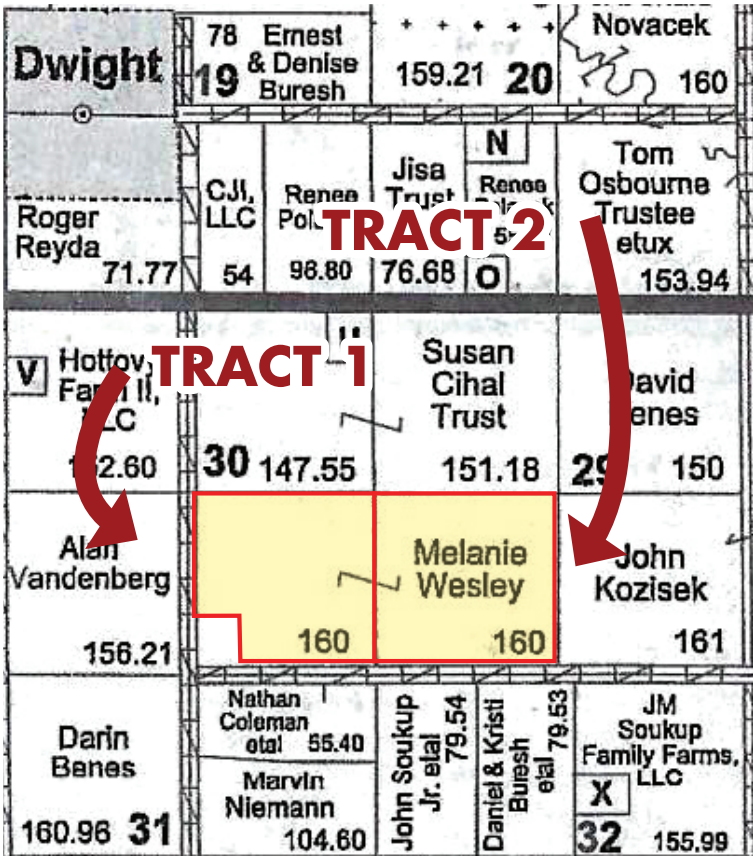 Dwight
78 Ernest
& Denise
19 Buresh
159.21 20
Novacek
160
Roger
Reyda
71.77
CJI,
LLC
54
Renee
98.80
Jisa
Trust
76.68
N
Renee
O
Tom
Osbourne
Trustee
etux
153.94
TRACT 2
TRACT 1
V
LLC
30 147.55
Susan
Cihal
Trust
151.18
29 150
Alan
Vandenberg
156.21
160
Melanie
Wesley
160
John
Kozisek
161
Darin
Benes
160.96 31
Nathan
Coleman
etal 55.40
Marvin
Niemann
104.60
John Soukup
Jr. etal
79.54
Daniel & Kristi
Buresh
etal 79.53
JM
Soukup
Family Farms,
LLC
X
32 155.99